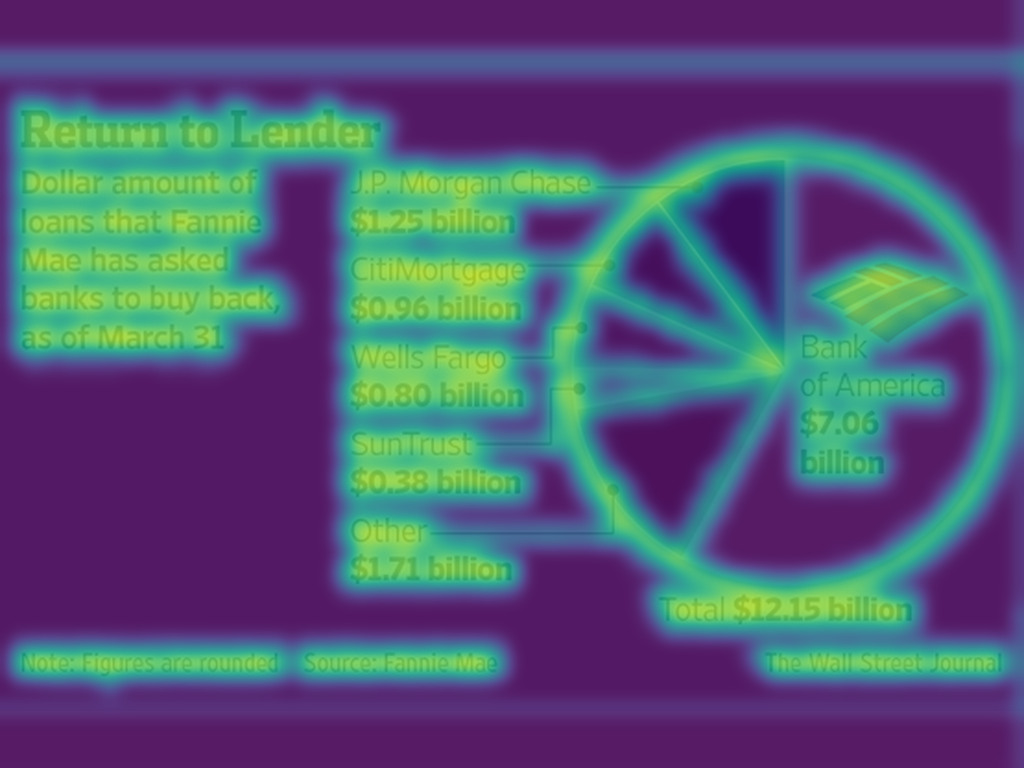 Return to Lender
Dollar amount of
loans that Fannie
Mae has asked
banks to buy back,
as of March 31
J.P. Morgan Chase
$1.25 billion
CitiMortgage
$0.96 billion
Wells Fargo
$0.80 billion
SunTrust
$0.38 billion
Other
$1.71 billion
Bank
of America
$7.06
billion
Total $12.15 billion
Note: Figures are rounded
Source: Fannie Mae
The Wall Street Journal